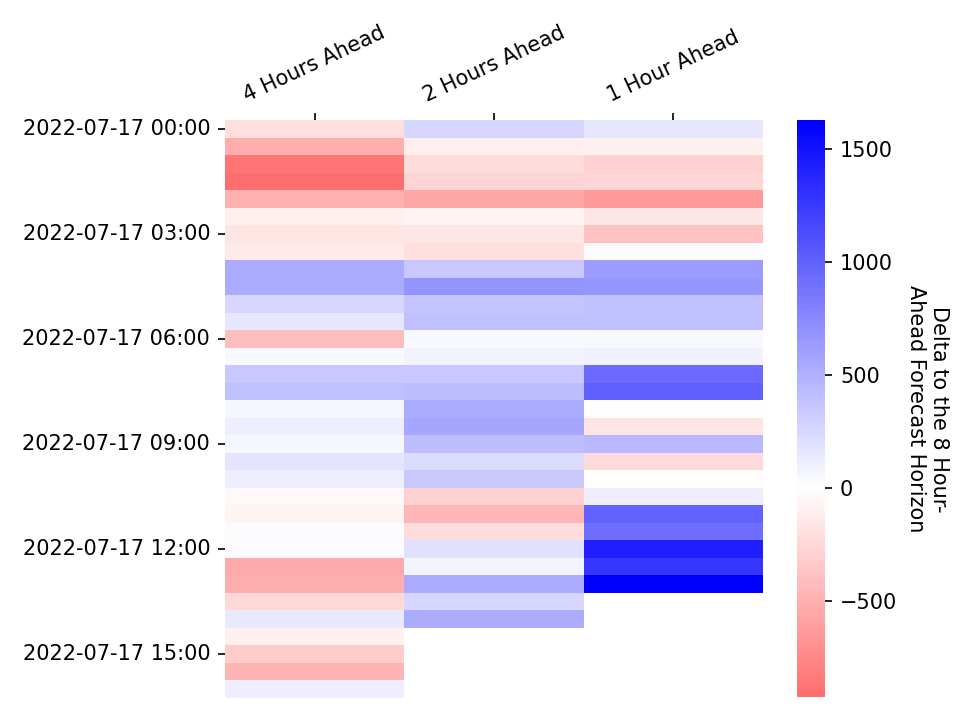 4 Hours Ahead
2 Hours Ahead
1 Hour Ahead
2022-07-17 00:00
2022-07-17 03:00
2022-07-17 06:00
2022-07-17 09:00
2022-07-17 12:00
2022-07-17 15:00
1500
1000
500
0
−500
Delta to the 8 Hour-
Ahead Forecast Horizon